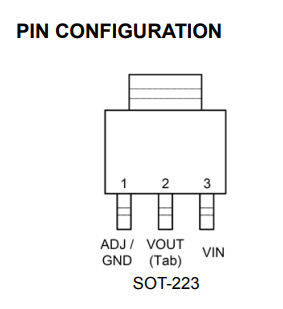 PIN CONFIGURATION
1 2 3
ADJ / VOUT VIN
GND (Tab)
SOT-223